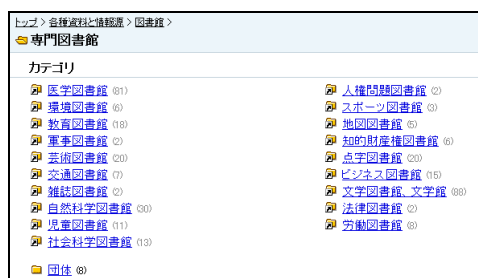 トップ > 各種資料と情報源 > 図書館 >
専門図書館
カテゴリ
医学図書館 (81)
環境図書館 (6)
教育図書館 (18)
軍事図書館 (2)
芸術図書館 (20)
交通図書館 (7)
雑誌図書館 (2)
自然科学図書館 (30)
児童図書館 (11)
社会科学図書館 (13)
人権問題図書館 (2)
スポーツ図書館 (3)
地図図書館 (5)
知的財産権図書館 (6)
点字図書館 (20)
ビジネス図書館 (15)
文学図書館、文学館 (88)
法律図書館 (2)
労働図書館 (8)
団体 (8)